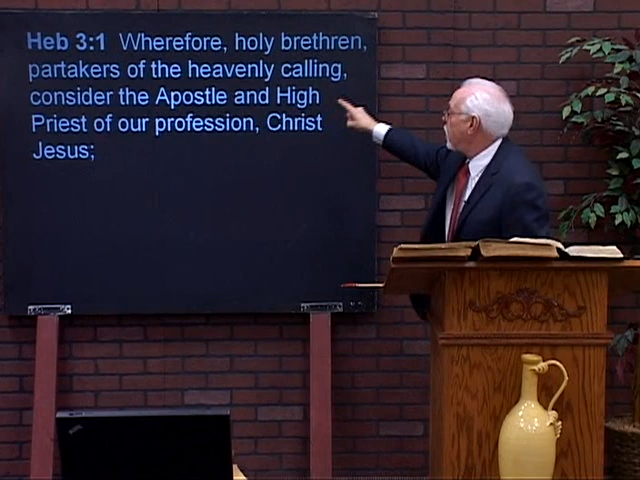 Heb 3:1 Wherefore, holy brethren,
partakers of the heavenly calling,
consider the Apostle and High
Priest of our profession, Christ
Jesus;